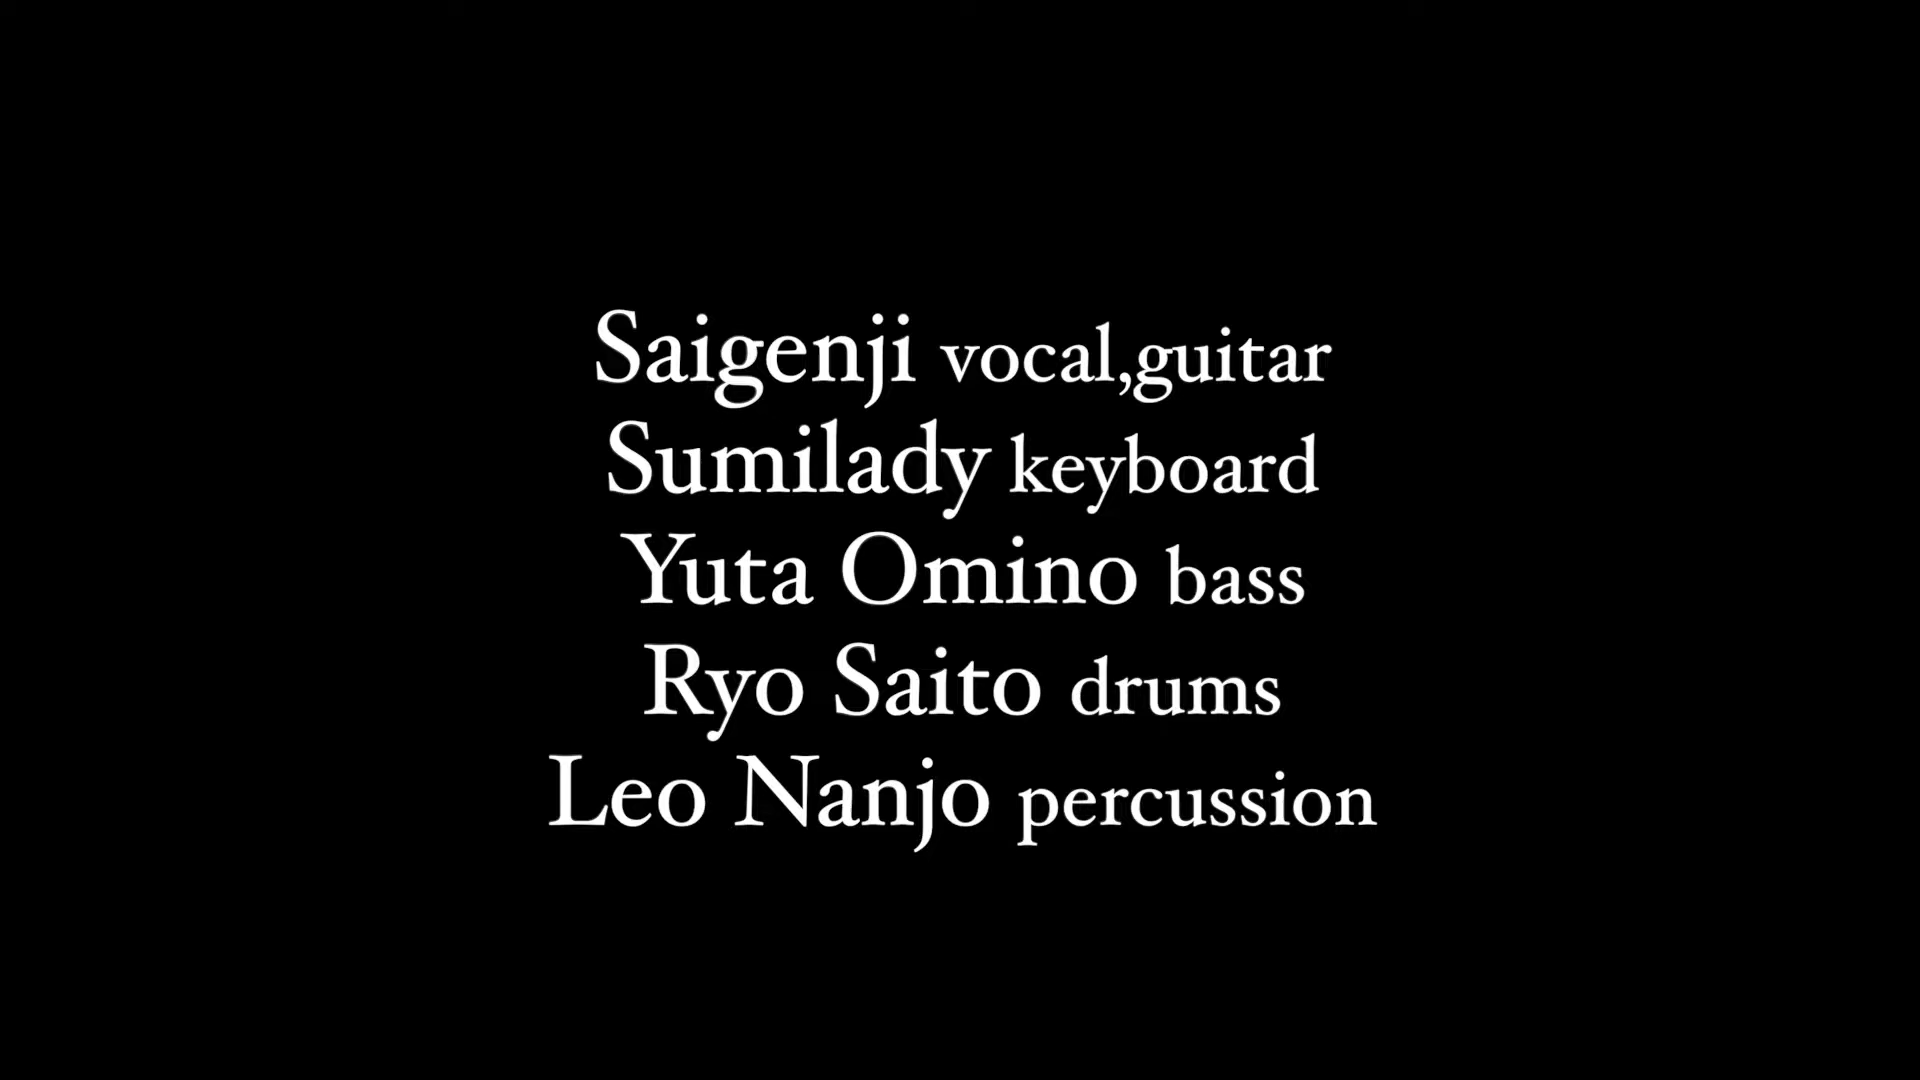 Saigenji vocal,guitar
Sumilady keyboard
Yuta Omino bass
Ryo Saito drums
Leo Nanjo percussion